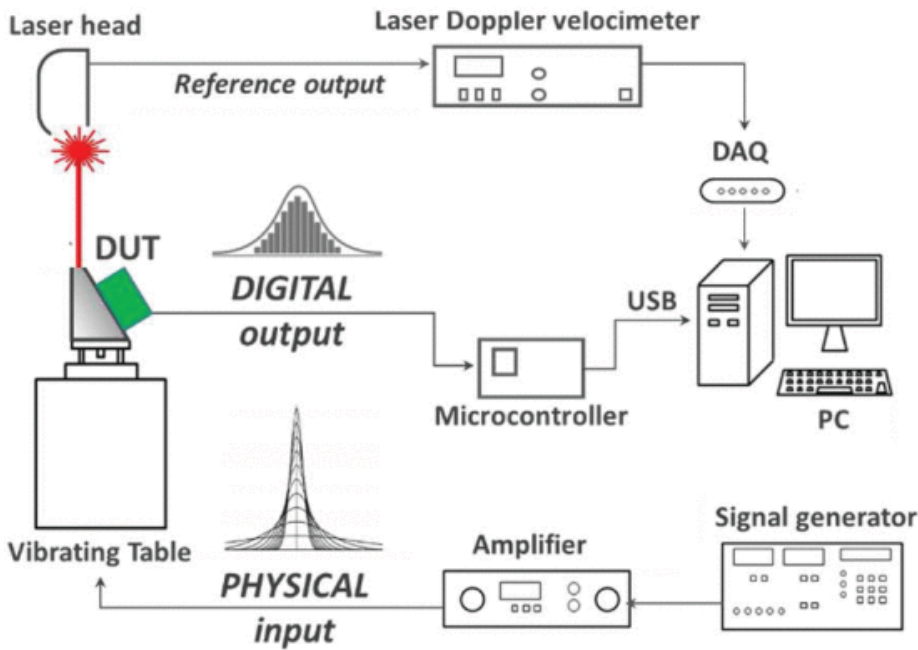 Laser head
Laser Doppler velocimeter
Reference output
DAQ
DUT
DIGITAL
output
USB
Microcontroller
PC
Signal generator
Amplifier
Vibrating Table
PHYSICAL
input